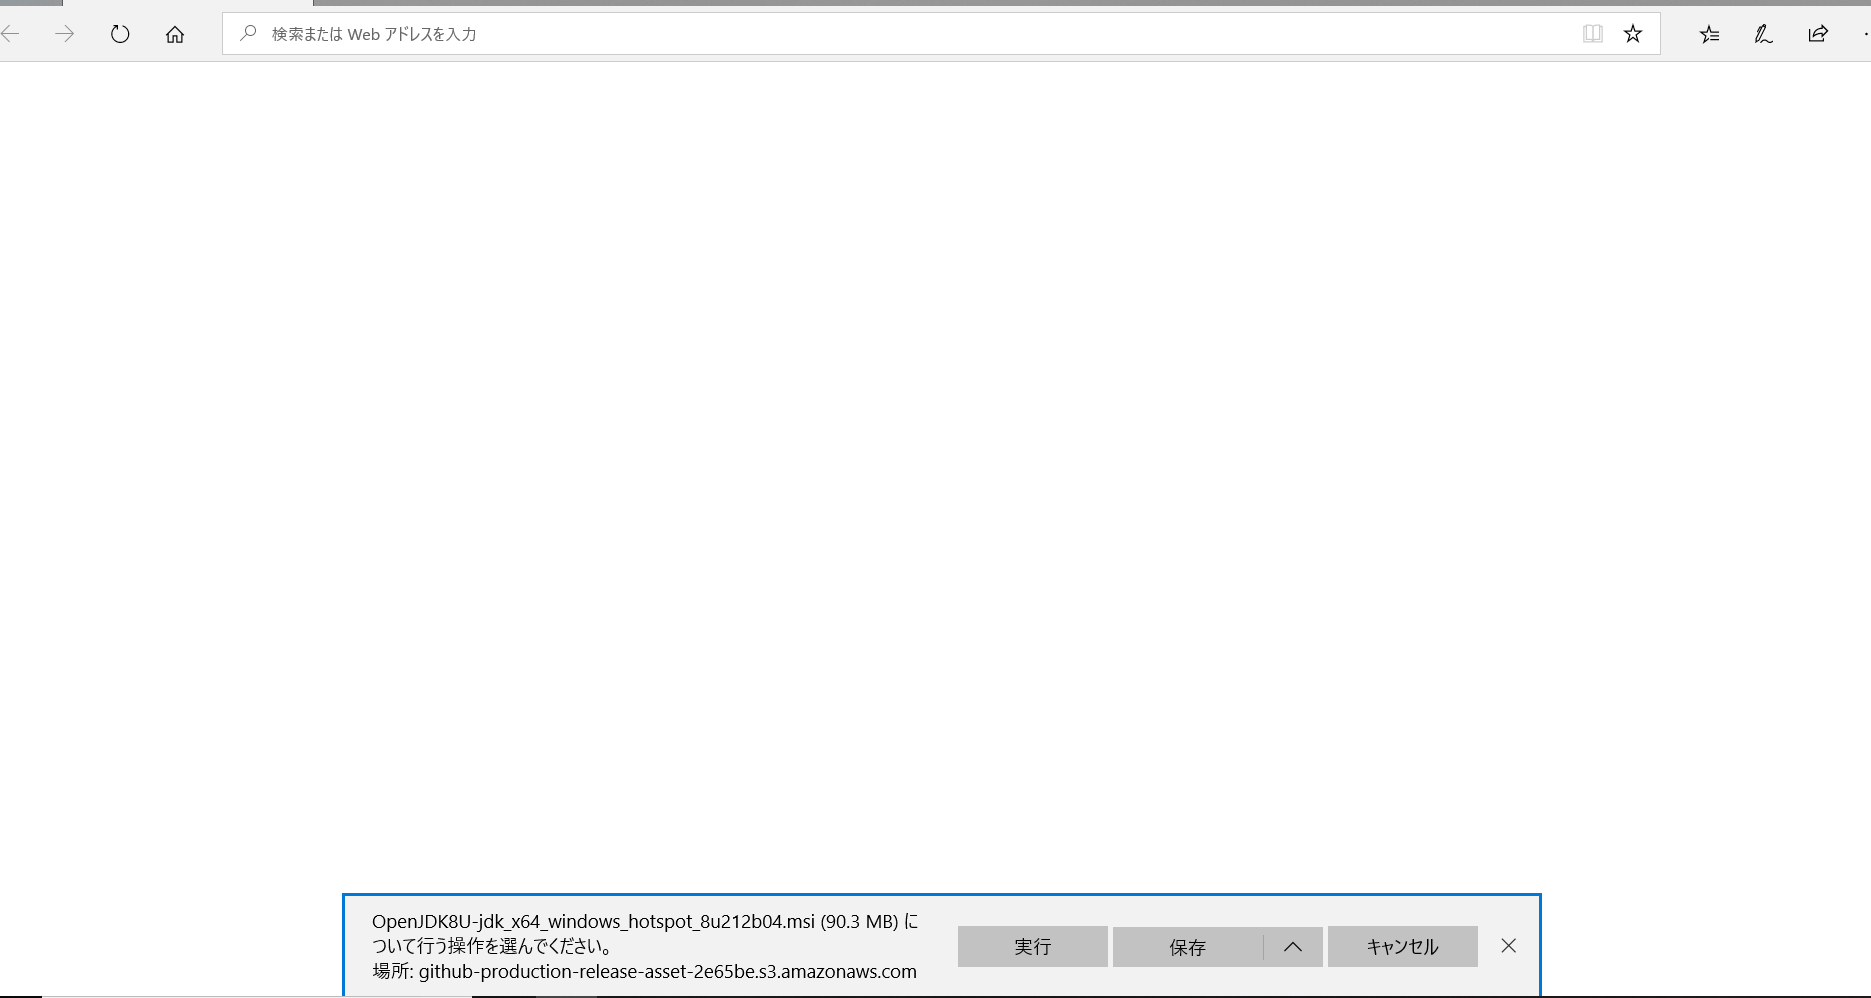 検索または Web アドレスを入力
OpenJDK8U-jdk_x64_windows_hotspot_8u212b04.msi (90.3 MB) に
ついて行う操作を選んでください。
場所: github-production-release-asset-2e65be.s3.amazonaws.com
実行
保存
キャンセル